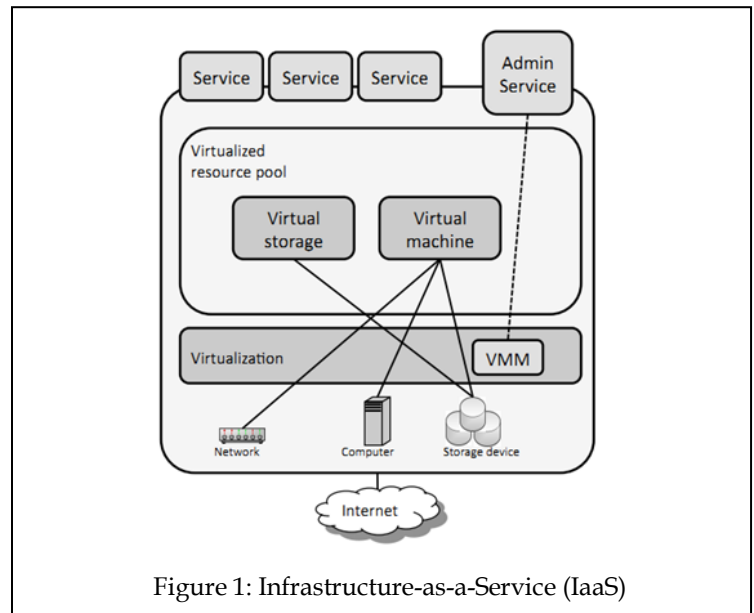 Service Service Service
Admin
Service
Virtualized
resource pool
Virtual
storage
Virtual
machine
Virtualization
VMM
Network
Computer
Storage device
Internet
Figure 1: Infrastructure-as-a-Service (IaaS)